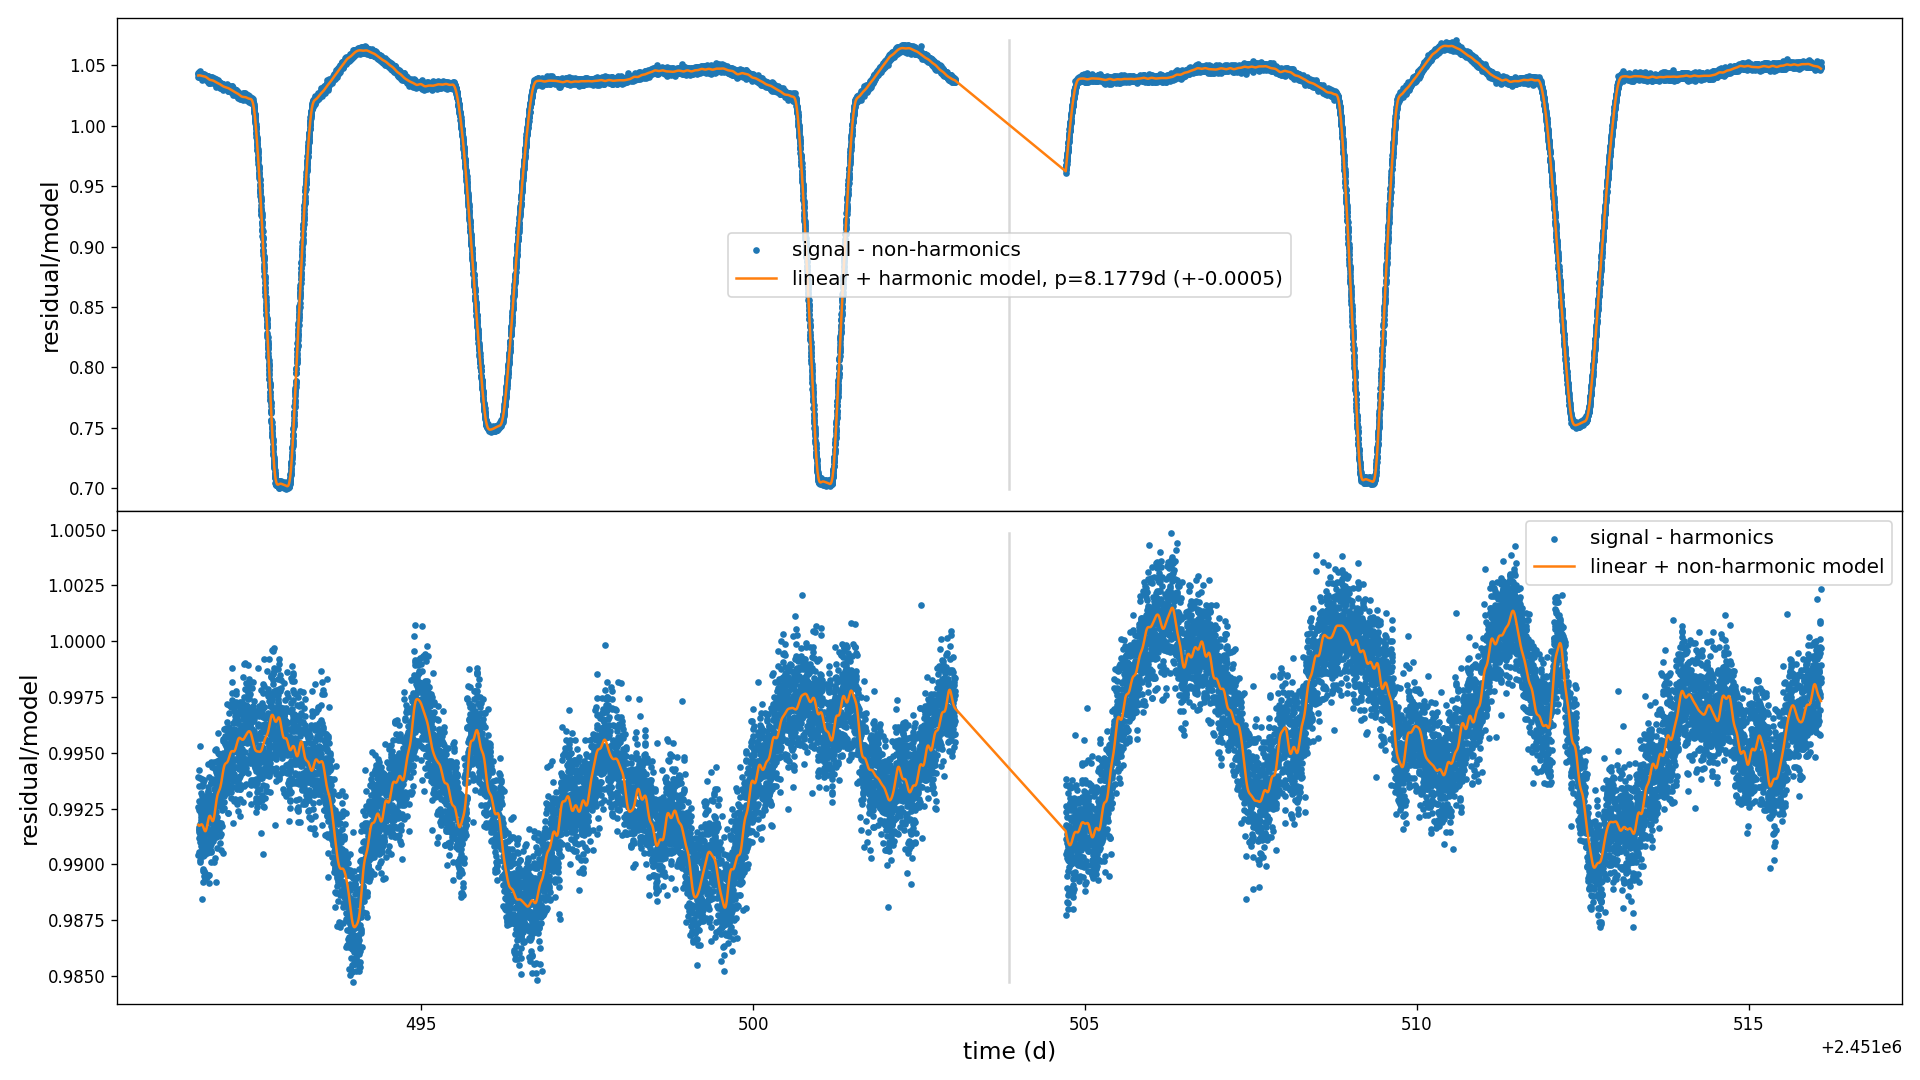 1.05
1.00
0.95
0.90
0.85
0.80
0.75
0.70
residual/model
signal - non-harmonics
linear + harmonic model, p=8.1779d (+-0.0005)
1.0050
1.0025
1.0000
0.9975
0.9950
0.9925
0.9900
0.9875
0.9850
residual/model
signal - harmonics
linear + non-harmonic model
495
500
505
510
515
time (d)
+2.451e6